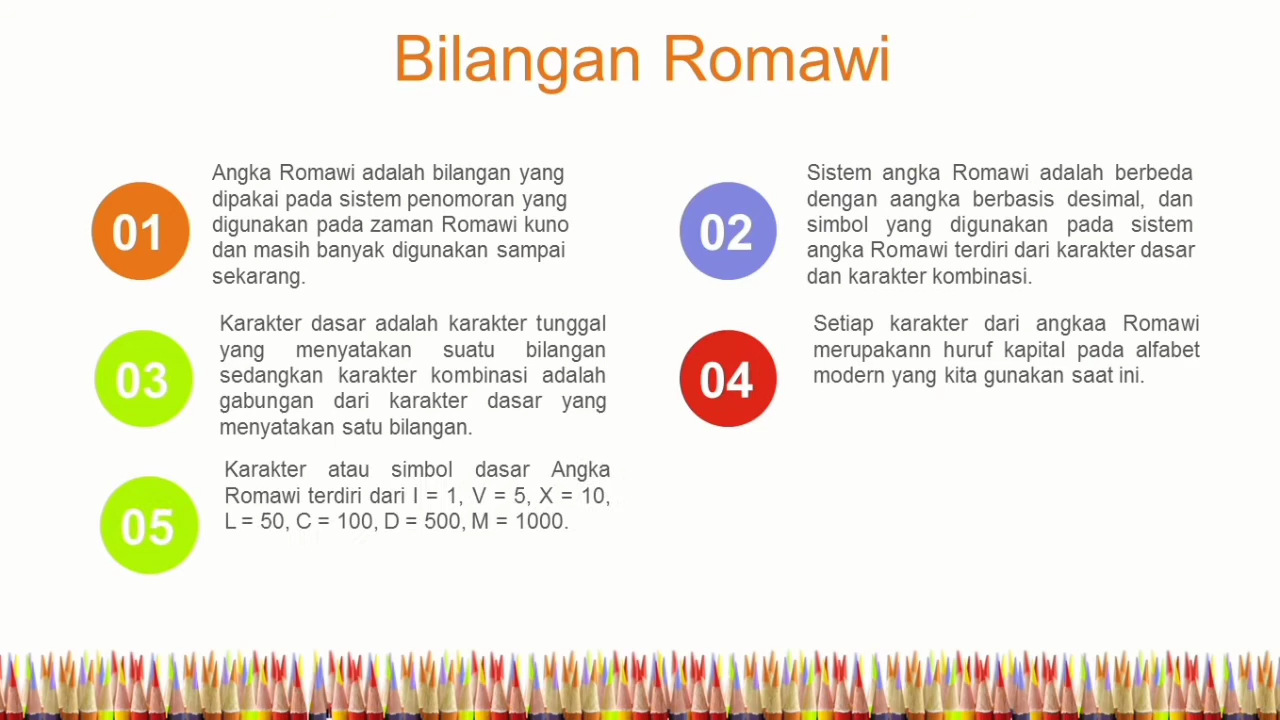 Bilangan Romawi
01
Angka Romawi adalah bilangan yang
dipakai pada sistem penomoran yang
digunakan pada zaman Romawi kuno
dan masih banyak digunakan sampai
sekarang.
02
Sistem angka Romawi adalah berbeda
dengan aangka berbasis desimal, dan
simbol yang digunakan pada sistem
angka Romawi terdiri dari karakter dasar
dan karakter kombinasi.
03
Karakter dasar adalah karakter tunggal
yang menyatakan suatu bilangan
sedangkan karakter kombinasi adalah
gabungan dari karakter dasar yang
menyatakan satu bilangan.
04
Setiap karakter dari angkaa Romawi
merupakann huruf kapital pada alfabet
modern yang kita gunakan saat ini.
05
Karakter atau simbol dasar Angka
Romawi terdiri dari I = 1, V = 5, X = 10,
L = 50, C = 100, D = 500, M = 1000.